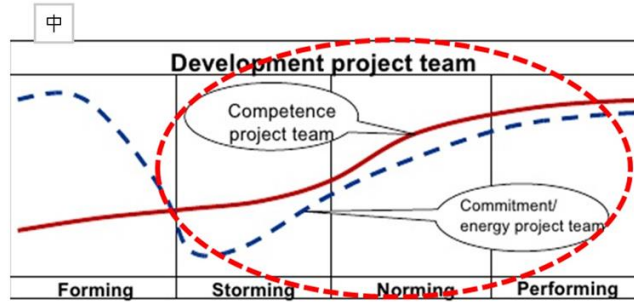 中
Development project team
Competence
project team
Commitment/
energy project team
Forming
Storming
Norming
Performing